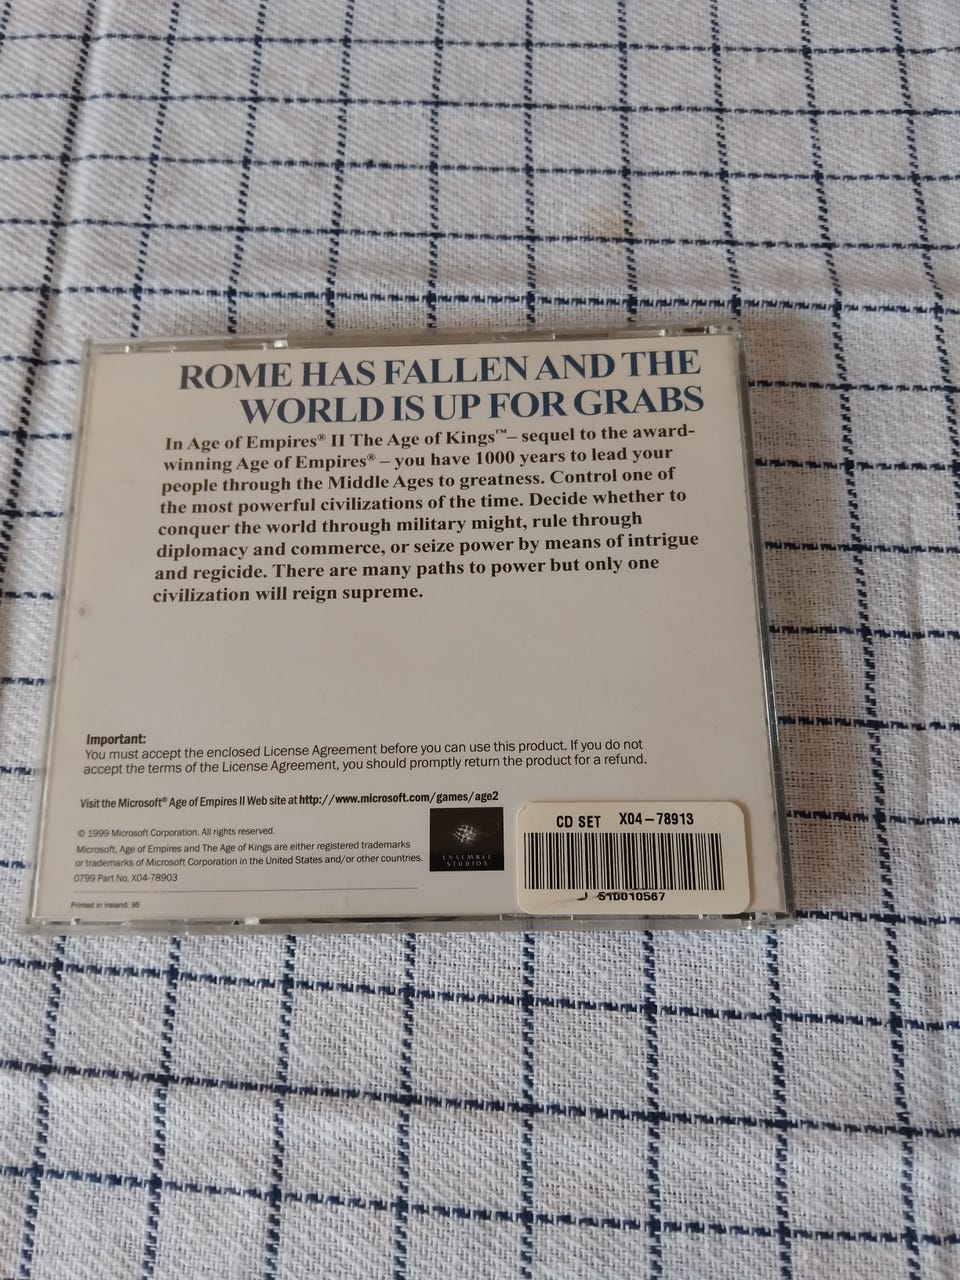 ROME HAS FALLEN AND THE
WORLD IS UP FOR GRABS
In Age of Empires® II The Age of Kings™– sequel to the award-
winning Age of Empires® – you have 1000 years to lead your
people through the Middle Ages to greatness. Control one of
the most powerful civilizations of the time. Decide whether to
conquer the world through military might, rule through
diplomacy and commerce, or seize power by means of intrigue
and regicide. There are many paths to power but only one
civilization will reign supreme.
Important:
You must accept the enclosed License Agreement before you can use this product. If you do not
accept the terms of the License Agreement, you should promptly return the product for a refund.
Visit the Microsoft® Age of Empires II Web site at http://www.microsoft.com/games/age2
© 1999 Microsoft Corporation. All rights reserved.
Microsoft, Age of Empires and The Age of Kings are either registered trademarks
or trademarks of Microsoft Corporation in the United States and/or other countries.
0799 Part No. X04-78903
Printed in Ireland: 95
ENSEMBLE
STUDIOS
CD SET X04-78913
510010567